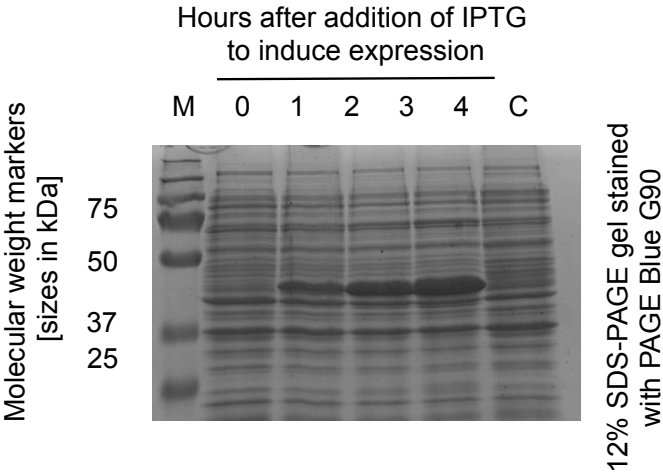 Hours after addition of IPTG
to induce expression
M 0 1 2 3 4 C
Molecular weight markers
[sizes in kDa]
75
50
37
25
12% SDS-PAGE gel stained
with PAGE Blue G90